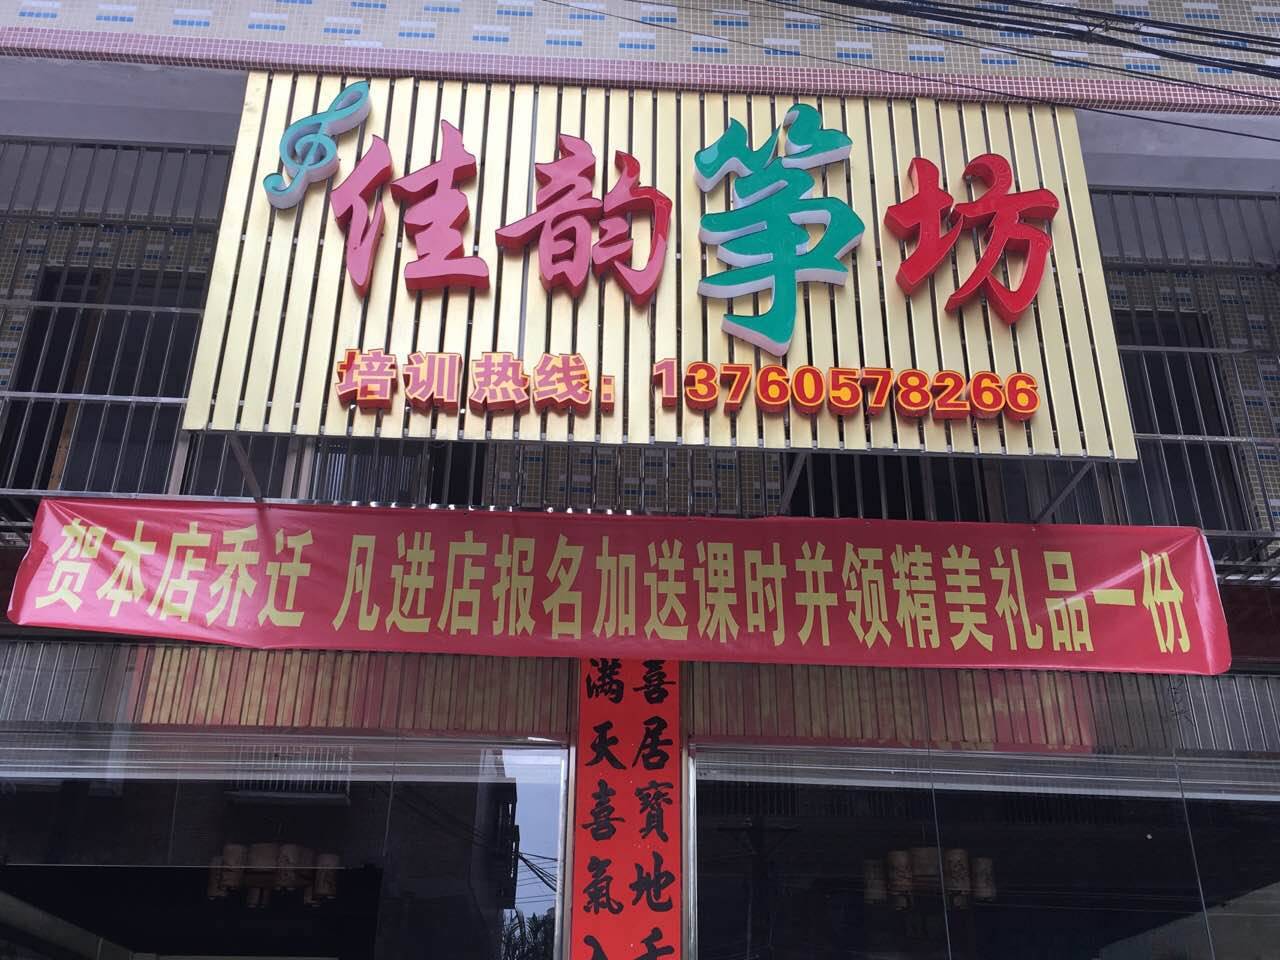 佳韵筝坊
培训热线：13760578266
贺本店乔迁 凡进店报名加送课时并领精美礼品一份
喜居寶地千
满天喜氣入